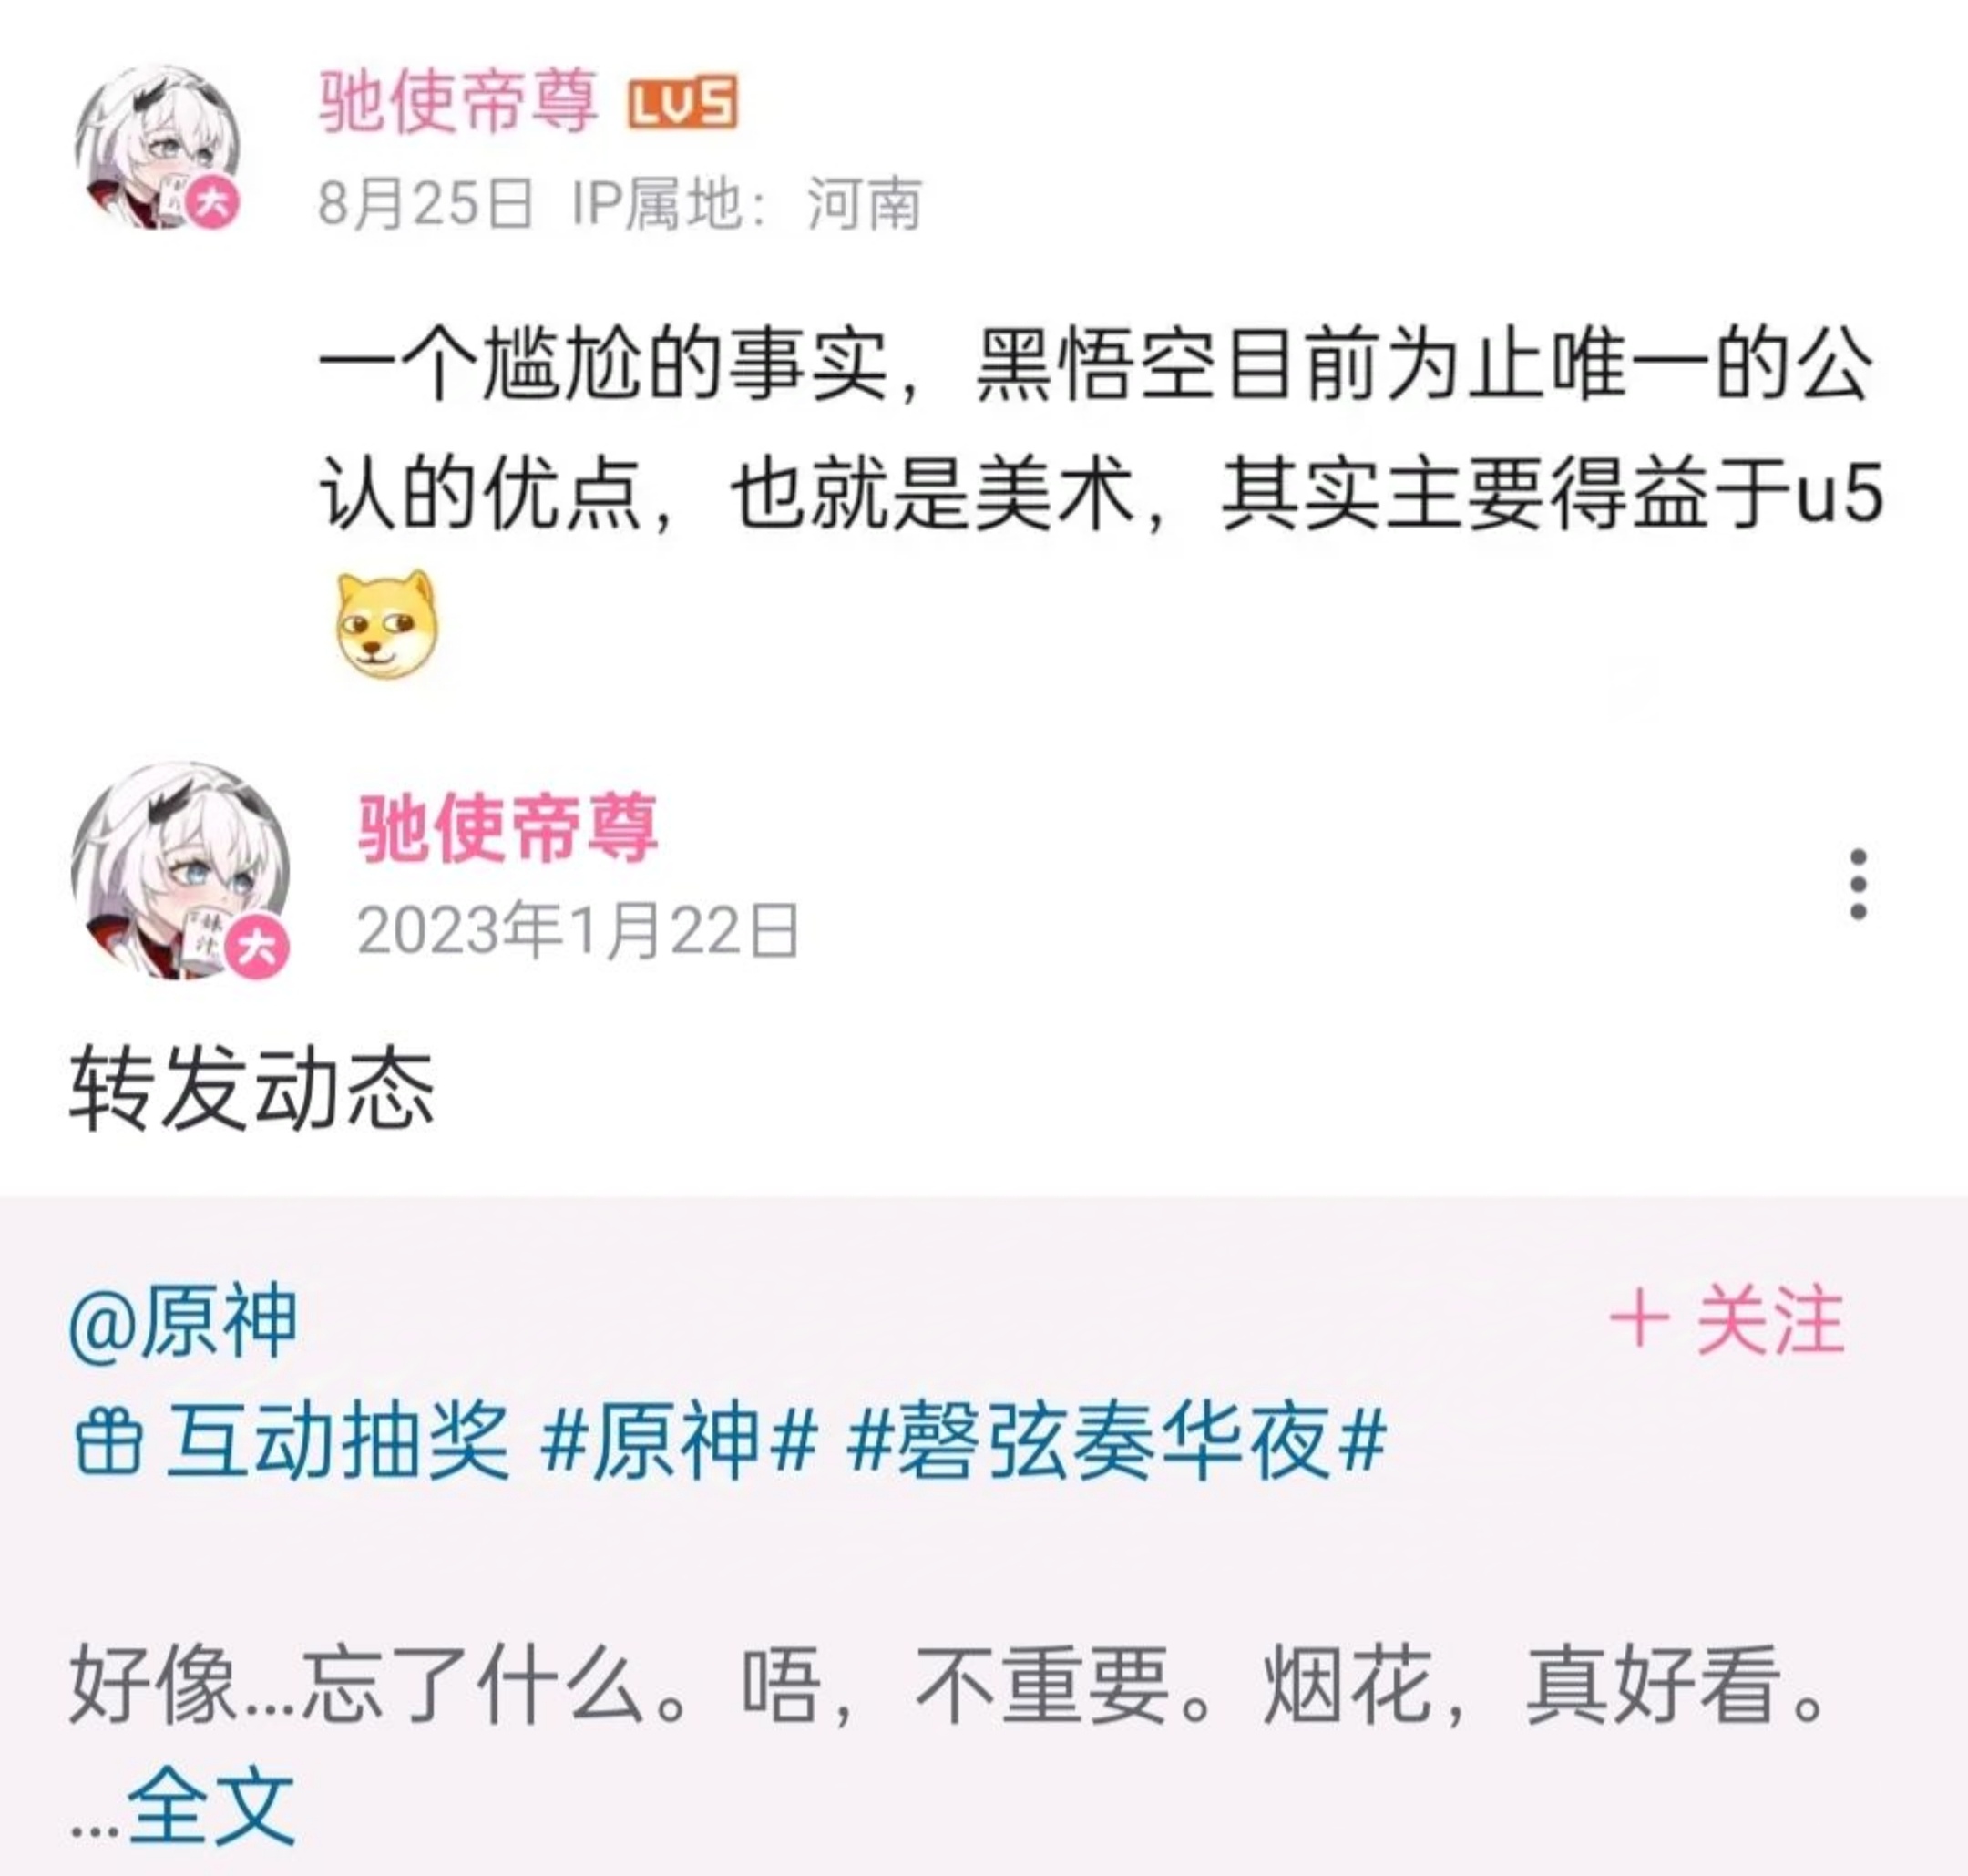 驰使帝尊 LV5
大
8月25日 IP属地：河南
一个尴尬的事实，黑悟空目前为止唯一的公
认的优点，也就是美术，其实主要得益于u5
驰使帝尊
大
2023年1月22日
转发动态
@原神
+ 关注
互动抽奖 #原神# #磬弦奏华夜#
好像...忘了什么。唔，不重要。烟花，真好看。
...全文